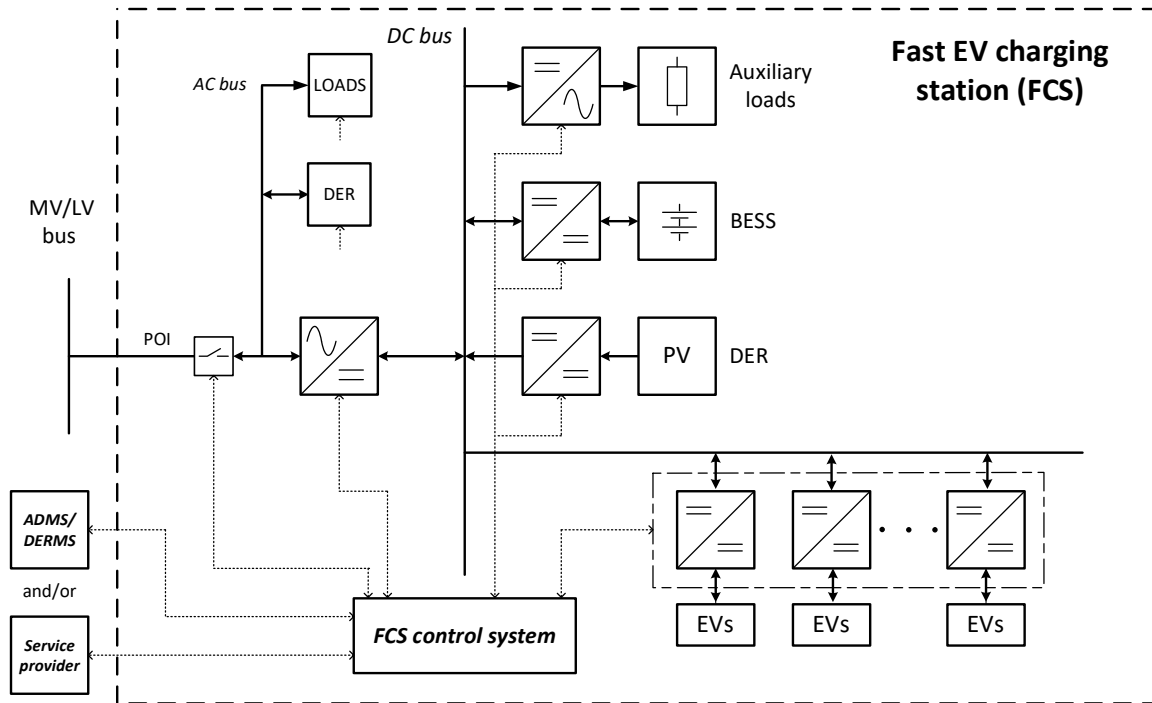 Fast EV charging
station (FCS)
DC bus
AC bus
LOADS
Auxiliary
loads
DER
BESS
MV/LV
bus
POI
PV
DER
ADMS/
DERMS
and/or
Service
provider
FCS control system
EVs
EVs
EVs